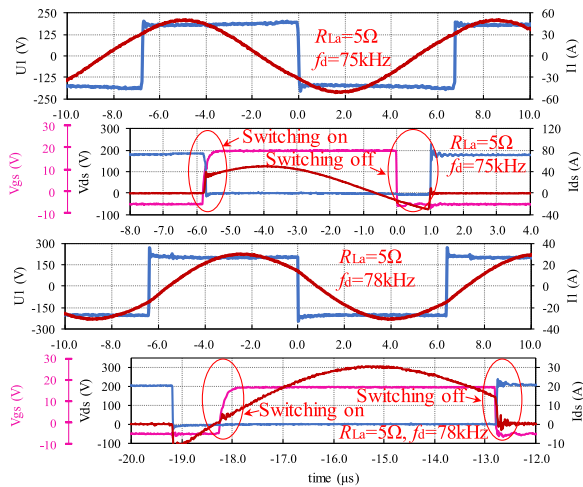 250
125
0
-125
250
U1 (V)
60
30
0
-30
-60
I1 (A)
RLa=5Ω
fd=75kHz
-10.0 -8.0 -6.0 -4.0 -2.0 0.0 2.0 4.0 6.0 8.0 10.0
30
20
10
0
-10
Vgs (V)
300
200
100
0
-100
Vds (V)
120
80
40
0
-40
Ids (A)
Switching on
Switching off
RLa=5Ω
fd=75kHz
-8.0 -7.0 -6.0 -5.0 -4.0 -3.0 -2.0 -1.0 0.0 1.0 2.0 3.0 4.0
300
150
0
-150
-300
U1 (V)
40
20
0
-20
-40
I1 (A)
RLa=5Ω
fd=78kHz
-10.0 -8.0 -6.0 -4.0 -2.0 0.0 2.0 4.0 6.0 8.0 10.0
30
20
10
0
-10
Vgs (V)
300
200
100
0
-100
Vds (V)
30
20
10
0
-10
Ids (A)
Switching on
Switching off
RLa=5Ω, fd=78kHz
-20.0 -19.0 -18.0 -17.0 -16.0 -15.0 -14.0 -13.0 -12.0
time (μs)